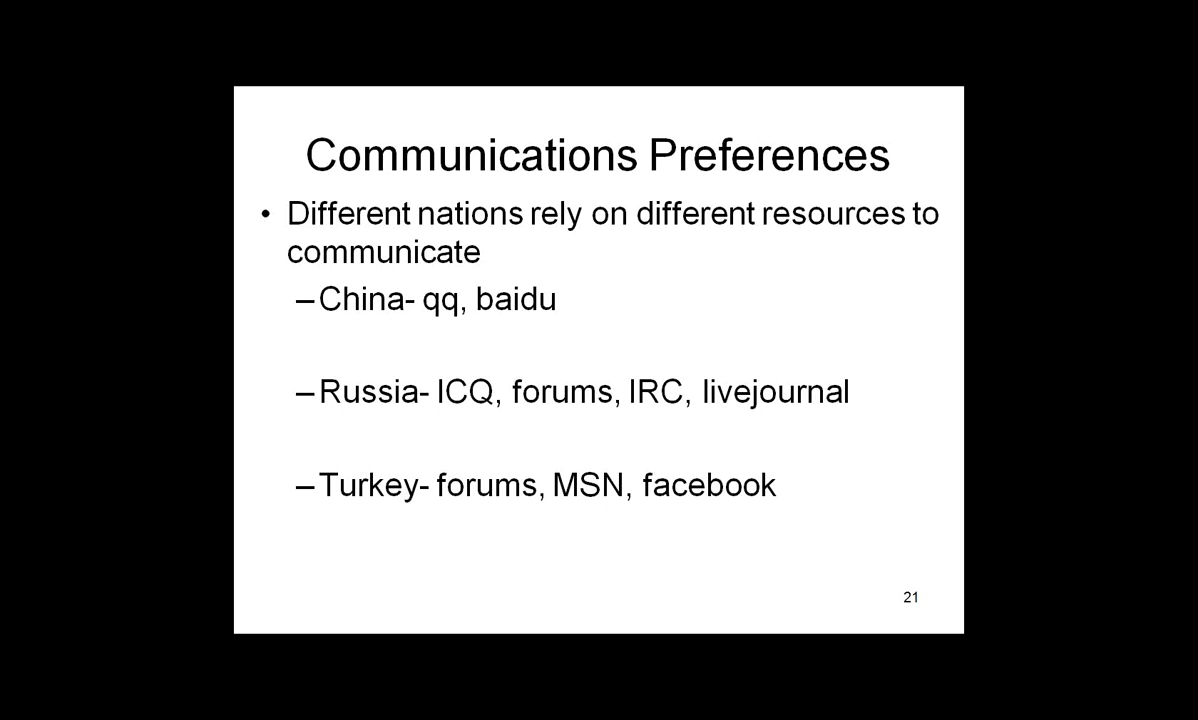 Communications Preferences
• Different nations rely on different resources to
communicate
–China- qq, baidu
–Russia- ICQ, forums, IRC, livejournal
–Turkey- forums, MSN, facebook
21